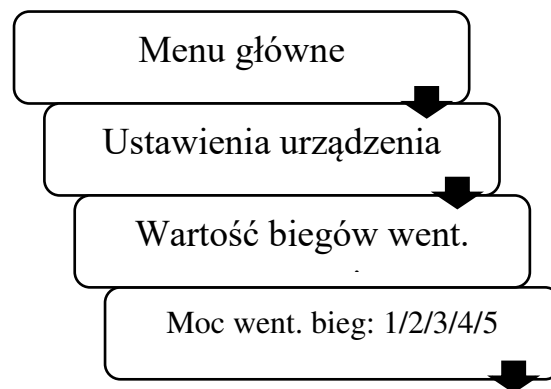 Menu główne
Ustawienia urządzenia
Wartość biegów went.
Moc went. bieg: 1/2/3/4/5